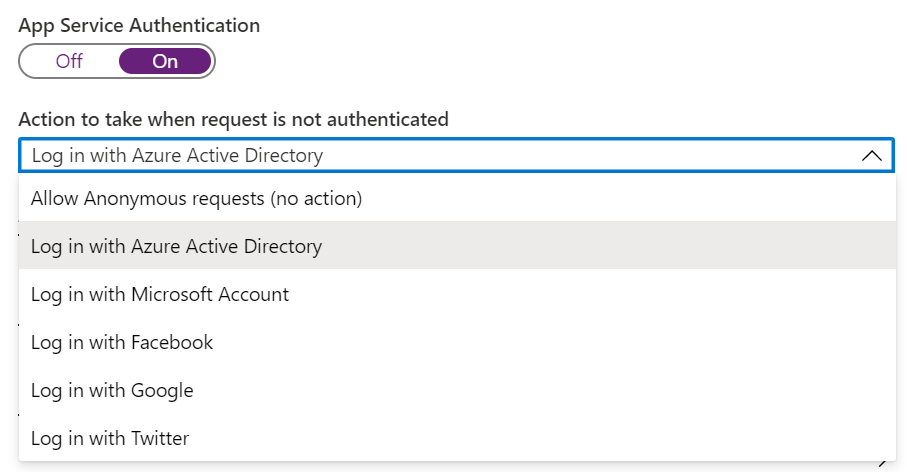 App Service Authentication
Off On
Action to take when request is not authenticated
Log in with Azure Active Directory
Allow Anonymous requests (no action)
Log in with Azure Active Directory
Log in with Microsoft Account
Log in with Facebook
Log in with Google
Log in with Twitter